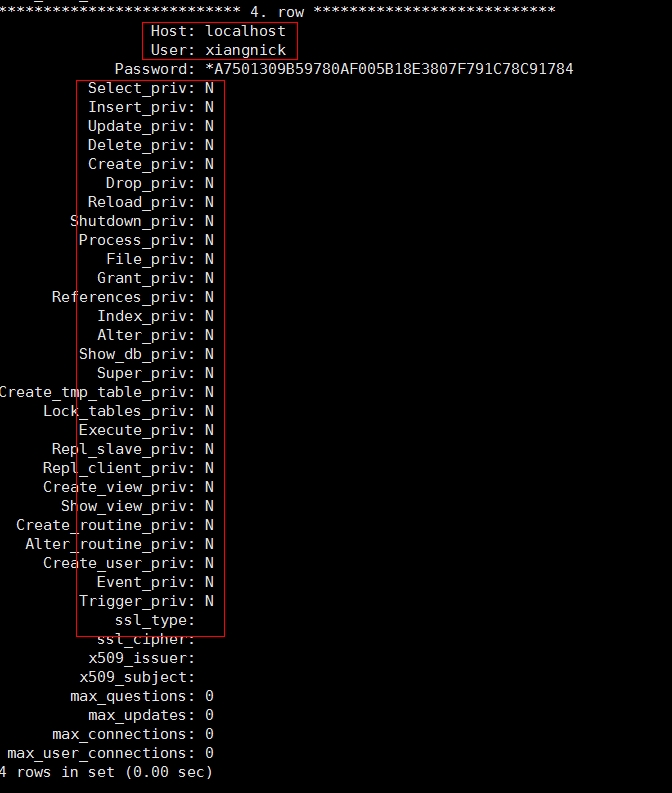 *************************** 4. row ***************************
Host: localhost
User: xiangnick
Password: *A7501309B59780AF005B18E3807F791C78C91784
Select_priv: N
Insert_priv: N
Update_priv: N
Delete_priv: N
Create_priv: N
Drop_priv: N
Reload_priv: N
Shutdown_priv: N
Process_priv: N
File_priv: N
Grant_priv: N
References_priv: N
Index_priv: N
Alter_priv: N
Show_db_priv: N
Super_priv: N
Create_tmp_table_priv: N
Lock_tables_priv: N
Execute_priv: N
Repl_slave_priv: N
Repl_client_priv: N
Create_view_priv: N
Show_view_priv: N
Create_routine_priv: N
Alter_routine_priv: N
Create_user_priv: N
Event_priv: N
Trigger_priv: N
ssl_type:
ssl_cipher:
x509_issuer:
x509_subject:
max_questions: 0
max_updates: 0
max_connections: 0
max_user_connections: 0
4 rows in set (0.00 sec)